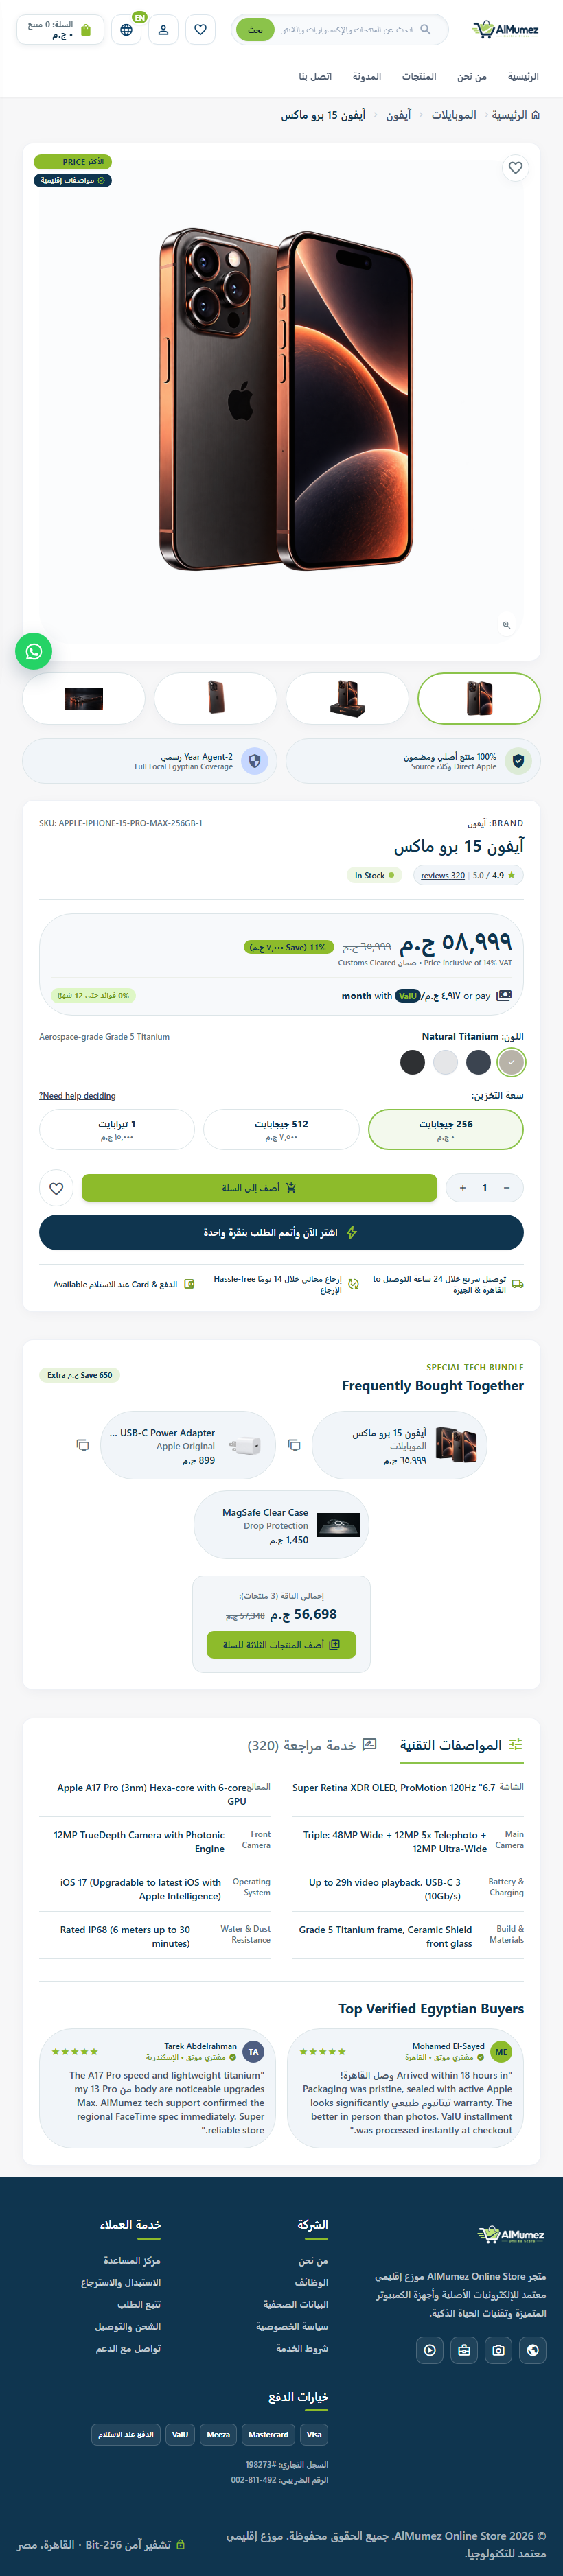 AlMumez
ابحث عن المنتجات والإكسسوارات واللابتوب
بحث
EN
السلة: 0 منتج
٠ ج.م
الرئيسية
من نحن
المنتجات
المدونة
اتصل بنا
الرئيسية › الموبايلات › آيفون › آيفون 15 برو ماكس
الأكثر PRICE
مواصفات إقليمية
100% منتج أصلي ومضمون
Direct Apple وكلاء Source
2-Year Agent رسمي
Full Local Egyptian Coverage
BRAND: آيفون
SKU: APPLE-IPHONE-15-PRO-MAX-256GB-1
آيفون 15 برو ماكس
4.9 / 5.0 | 320 reviews
In Stock
٥٨,٩٩٩ ج.م
٦٥,٩٩٩ ج.م
-11% (Save ٧,٠٠٠ ج.م)
Price inclusive of 14% VAT • ضمان Customs Cleared
or pay ٤,٩١٧ ج.م/month with ValU
0% فوائد حتى 12 شهرًا
اللون: Natural Titanium
Aerospace-grade Grade 5 Titanium
سعة التخزين:
Need help deciding?
256 جيجابايت
٠ ج.م
512 جيجابايت
٧,٥٠٠ ج.م
1 تيرابايت
١٥,٠٠٠ ج.م
− 1 +
أضف إلى السلة
اشترِ الآن وأتمم الطلب بنقرة واحدة
توصيل سريع خلال 24 ساعة التوصيل to
القاهرة & الجيزة
إرجاع مجاني خلال 14 يومًا Hassle-free
الإرجاع
الدفع & Card عند الاستلام Available
SPECIAL TECH BUNDLE
Frequently Bought Together
Extra ج.م Save 650
آيفون 15 برو ماكس
الموبايلات
٦٥,٩٩٩ ج.م
USB-C Power Adapter ...
Apple Original
899 ج.م
MagSafe Clear Case
Drop Protection
1,450 ج.م
إجمالي الباقة (3 منتجات):
56,698 ج.م
57,348 ج.م
أضف المنتجات الثلاثة للسلة
المواصفات التقنية
خدمة مراجعة (320)
الشاشة
6.7" Super Retina XDR OLED, ProMotion 120Hz
المعالج
Apple A17 Pro (3nm) Hexa-core with 6-core
GPU
Main
Camera
Triple: 48MP Wide + 12MP 5x Telephoto +
12MP Ultra-Wide
Front
Camera
12MP TrueDepth Camera with Photonic
Engine
Battery &
Charging
Up to 29h video playback, USB-C 3
(10Gb/s)
Operating
System
iOS 17 (Upgradable to latest iOS with
Apple Intelligence)
Build &
Materials
Grade 5 Titanium frame, Ceramic Shield
front glass
Water & Dust
Resistance
Rated IP68 (6 meters up to 30
minutes)
Top Verified Egyptian Buyers
ME
Mohamed El-Sayed
مشتري موثق • القاهرة
"Arrived within 18 hours in وصل القاهرة!
Packaging was pristine, sealed with active Apple
warranty. The تيتانيوم طبيعي looks significantly
better in person than photos. ValU installment
was processed instantly at checkout."
TA
Tarek Abdelrahman
مشتري موثق • الإسكندرية
"The A17 Pro speed and lightweight titanium
body are noticeable upgrades من my 13 Pro
Max. AlMumez tech support confirmed the
regional FaceTime spec immediately. Super
reliable store."
AlMumez
Online Store
متجر AlMumez Online Store موزع إقليمي
معتمد للإلكترونيات الأصلية وأجهزة الكمبيوتر
المتميزة وتقنيات الحياة الذكية.
الشركة
من نحن
الوظائف
البيانات الصحفية
سياسة الخصوصية
شروط الخدمة
خدمة العملاء
مركز المساعدة
الاستبدال والاسترجاع
تتبع الطلب
الشحن والتوصيل
تواصل مع الدعم
خيارات الدفع
Visa
Mastercard
Meeza
ValU
الدفع عند الاستلام
السجل التجاري: #198273
الرقم الضريبي: 492-811-002
© 2026 AlMumez Online Store. جميع الحقوق محفوظة. موزع إقليمي
معتمد للتكنولوجيا.
تشفير آمن 256-Bit · القاهرة، مصر